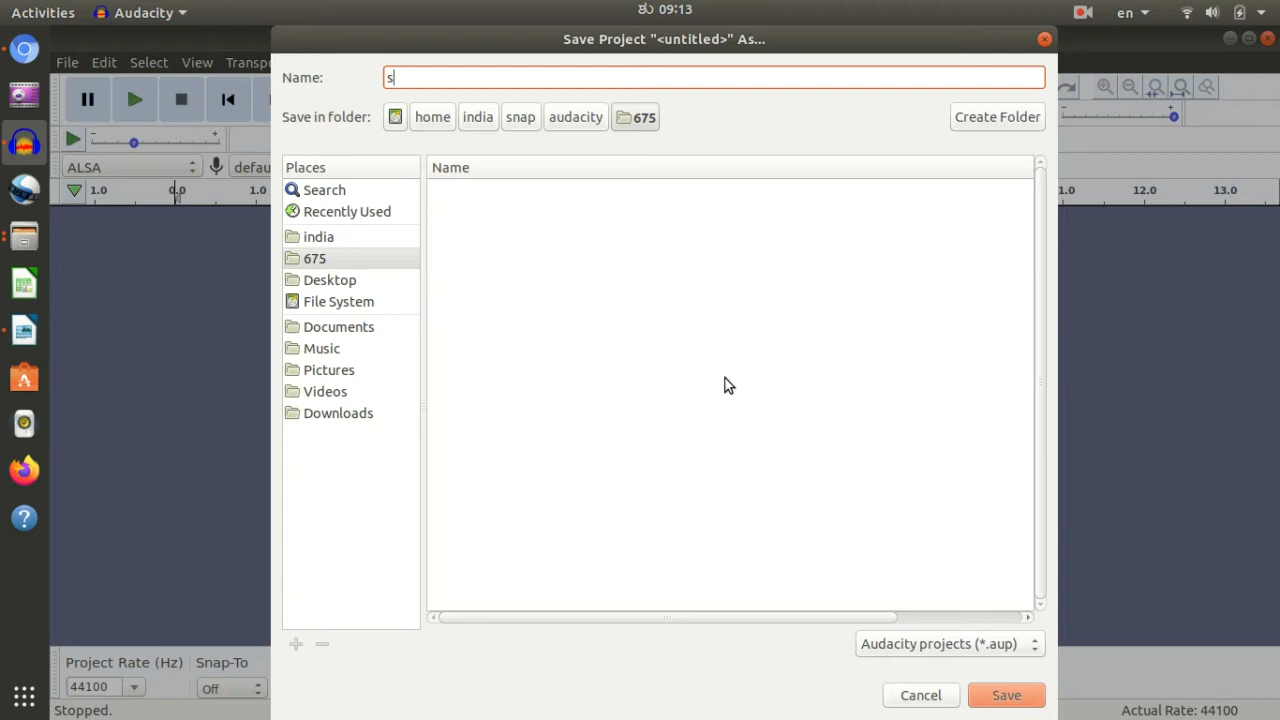 Activities Audacity 09:13 en
Save Project "<untitled>" As...
File Edit Select View Transpo
Name: s
Save in folder: home india snap audacity 675 Create Folder
Places
Name
Search
Recently Used
india
675
Desktop
File System
Documents
Music
Pictures
Videos
Downloads
ALSA defau
1.0 0.0 1.0 1.0 12.0 13.0
Audacity projects (*.aup)
Project Rate (Hz) Snap-To
44100 Off
Cancel Save
Stopped. Actual Rate: 44100